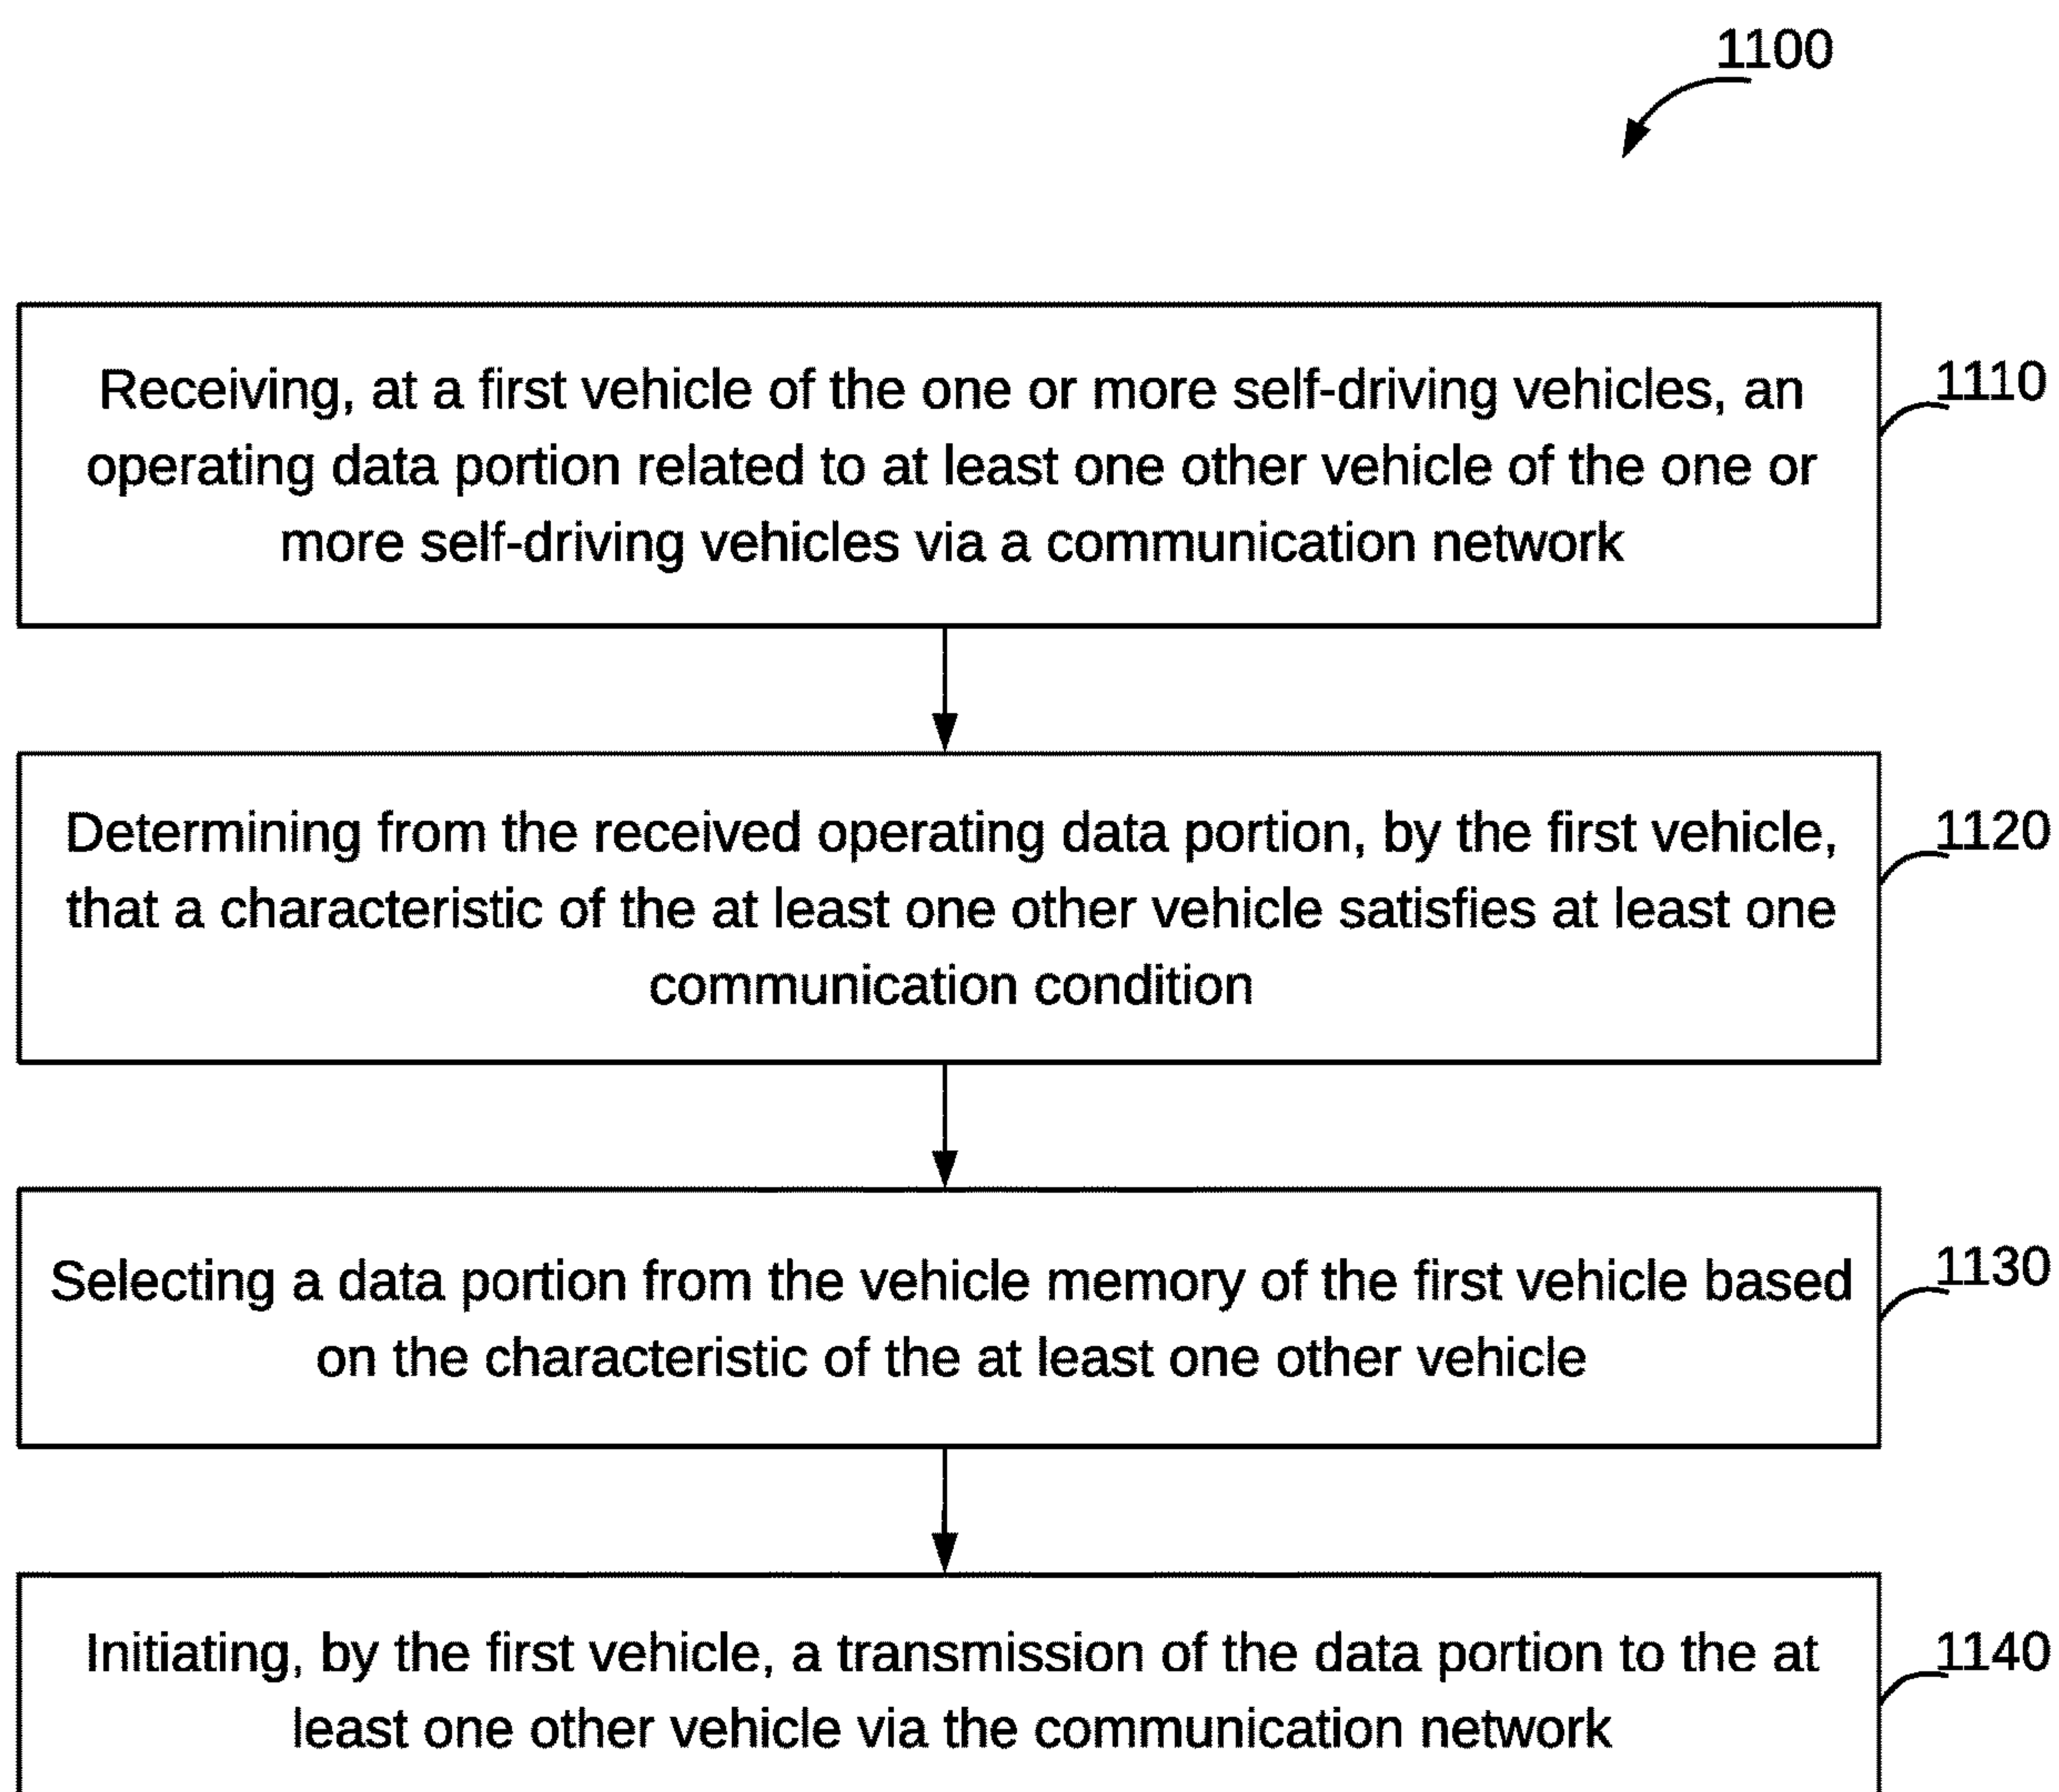 1100
Receiving, at a first vehicle of the one or more self-driving vehicles, an
operating data portion related to at least one other vehicle of the one or
more self-driving vehicles via a communication network
1110
Determining from the received operating data portion, by the first vehicle,
that a characteristic of the at least one other vehicle satisfies at least one
communication condition
1120
Selecting a data portion from the vehicle memory of the first vehicle based
on the characteristic of the at least one other vehicle
1130
Initiating, by the first vehicle, a transmission of the data portion to the at
least one other vehicle via the communication network
1140